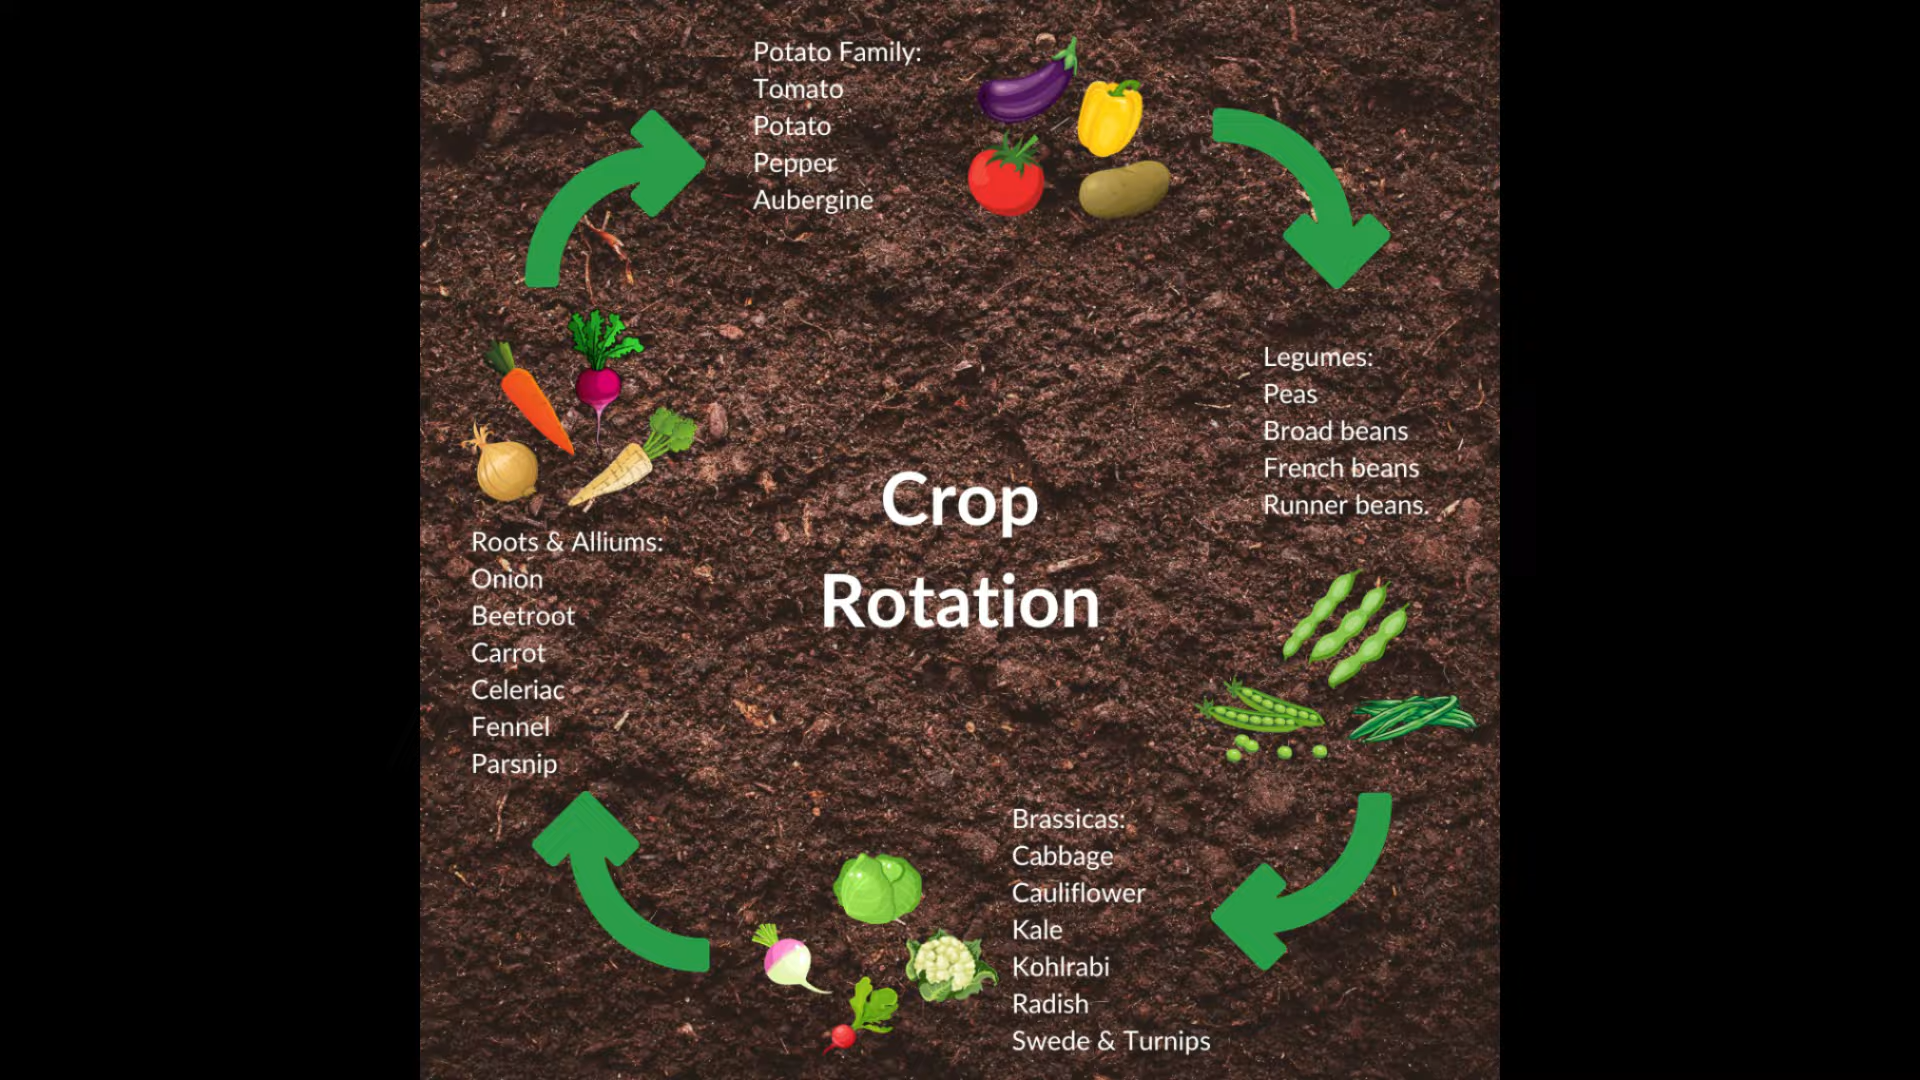 Potato Family:
Tomato
Potato
Pepper
Aubergine
Legumes:
Peas
Broad beans
French beans
Runner beans.
Crop
Rotation
Roots & Alliums:
Onion
Beetroot
Carrot
Celeriac
Fennel
Parsnip
Brassicas:
Cabbage
Cauliflower
Kale
Kohlrabi
Radish
Swede & Turnips